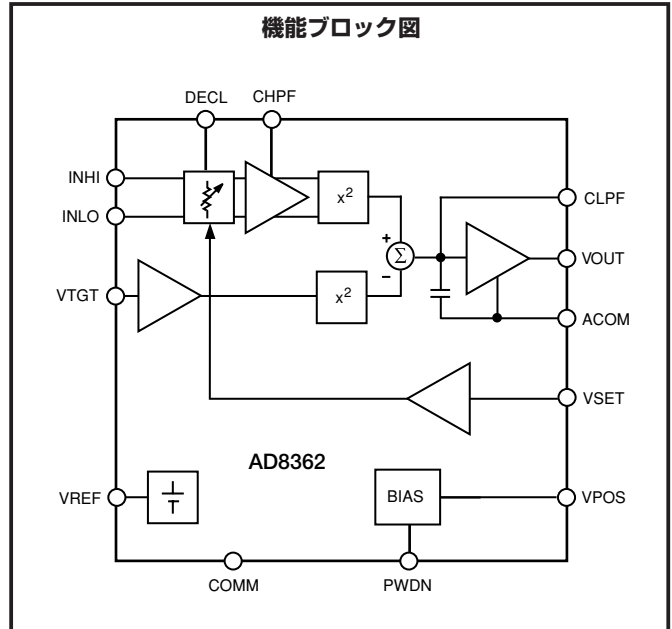 機能ブロック図
DECL CHPF
INHI
INLO
x²
CLPF
+
Σ
−
VOUT
VTGT
x²
ACOM
VSET
AD8362
VREF
BIAS
VPOS
COMM PWDN